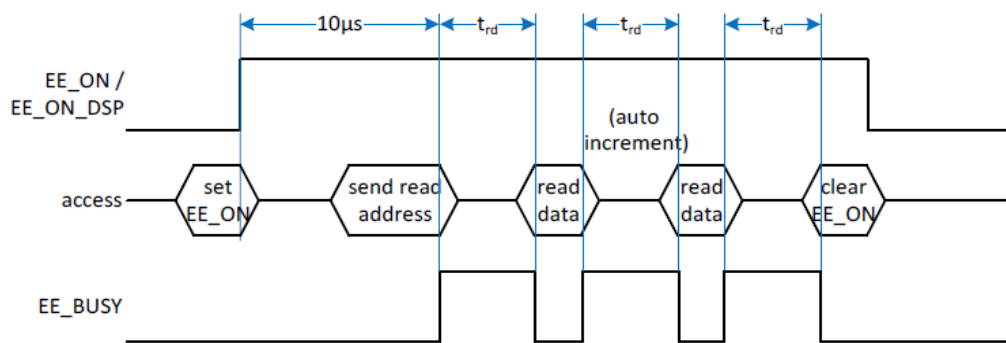 10µs
trd
trd
trd
EE_ON /
EE_ON_DSP
(auto
increment)
access
set
EE_ON
send read
address
read
data
read
data
clear
EE_ON
EE_BUSY